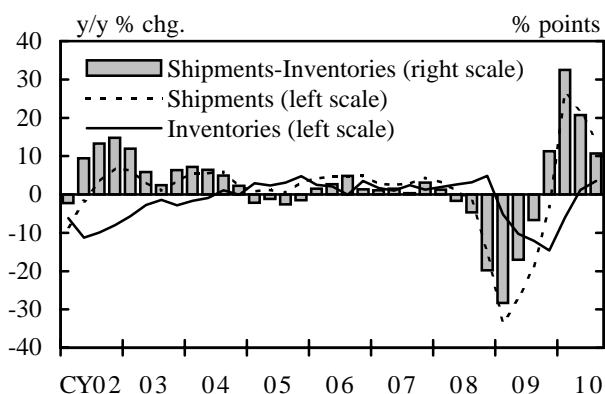 y/y % chg. % points
40
Shipments-Inventories (right scale)
30
Shipments (left scale)
20
Inventories (left scale)
10
0
-10
-20
-30
-40
CY02 03 04 05 06 07 08 09 10